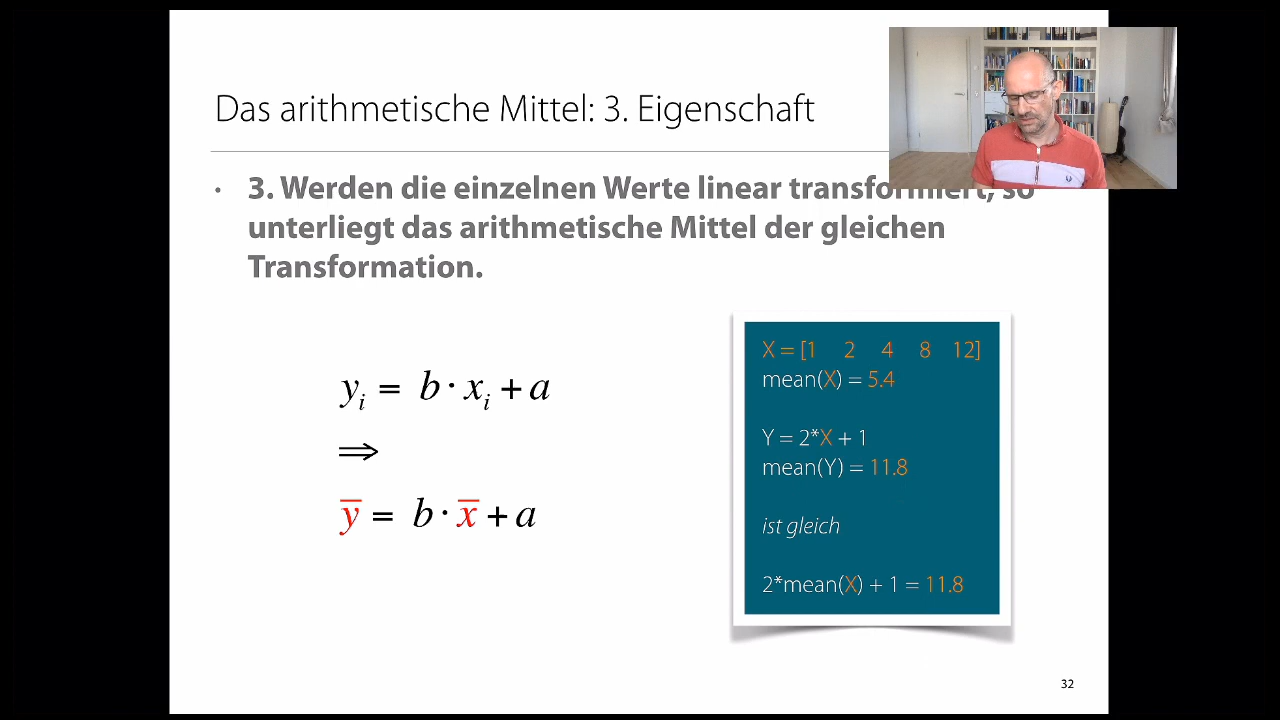 Das arithmetische Mittel: 3. Eigenschaft
• 3. Werden die einzelnen Werte linear transformiert, so
unterliegt das arithmetische Mittel der gleichen
Transformation.
yᵢ = b · xᵢ + a
⇒
y̅ = b · x̅ + a
X = [1 2 4 8 12]
mean(X) = 5.4
Y = 2*X + 1
mean(Y) = 11.8
ist gleich
2*mean(X) + 1 = 11.8
32